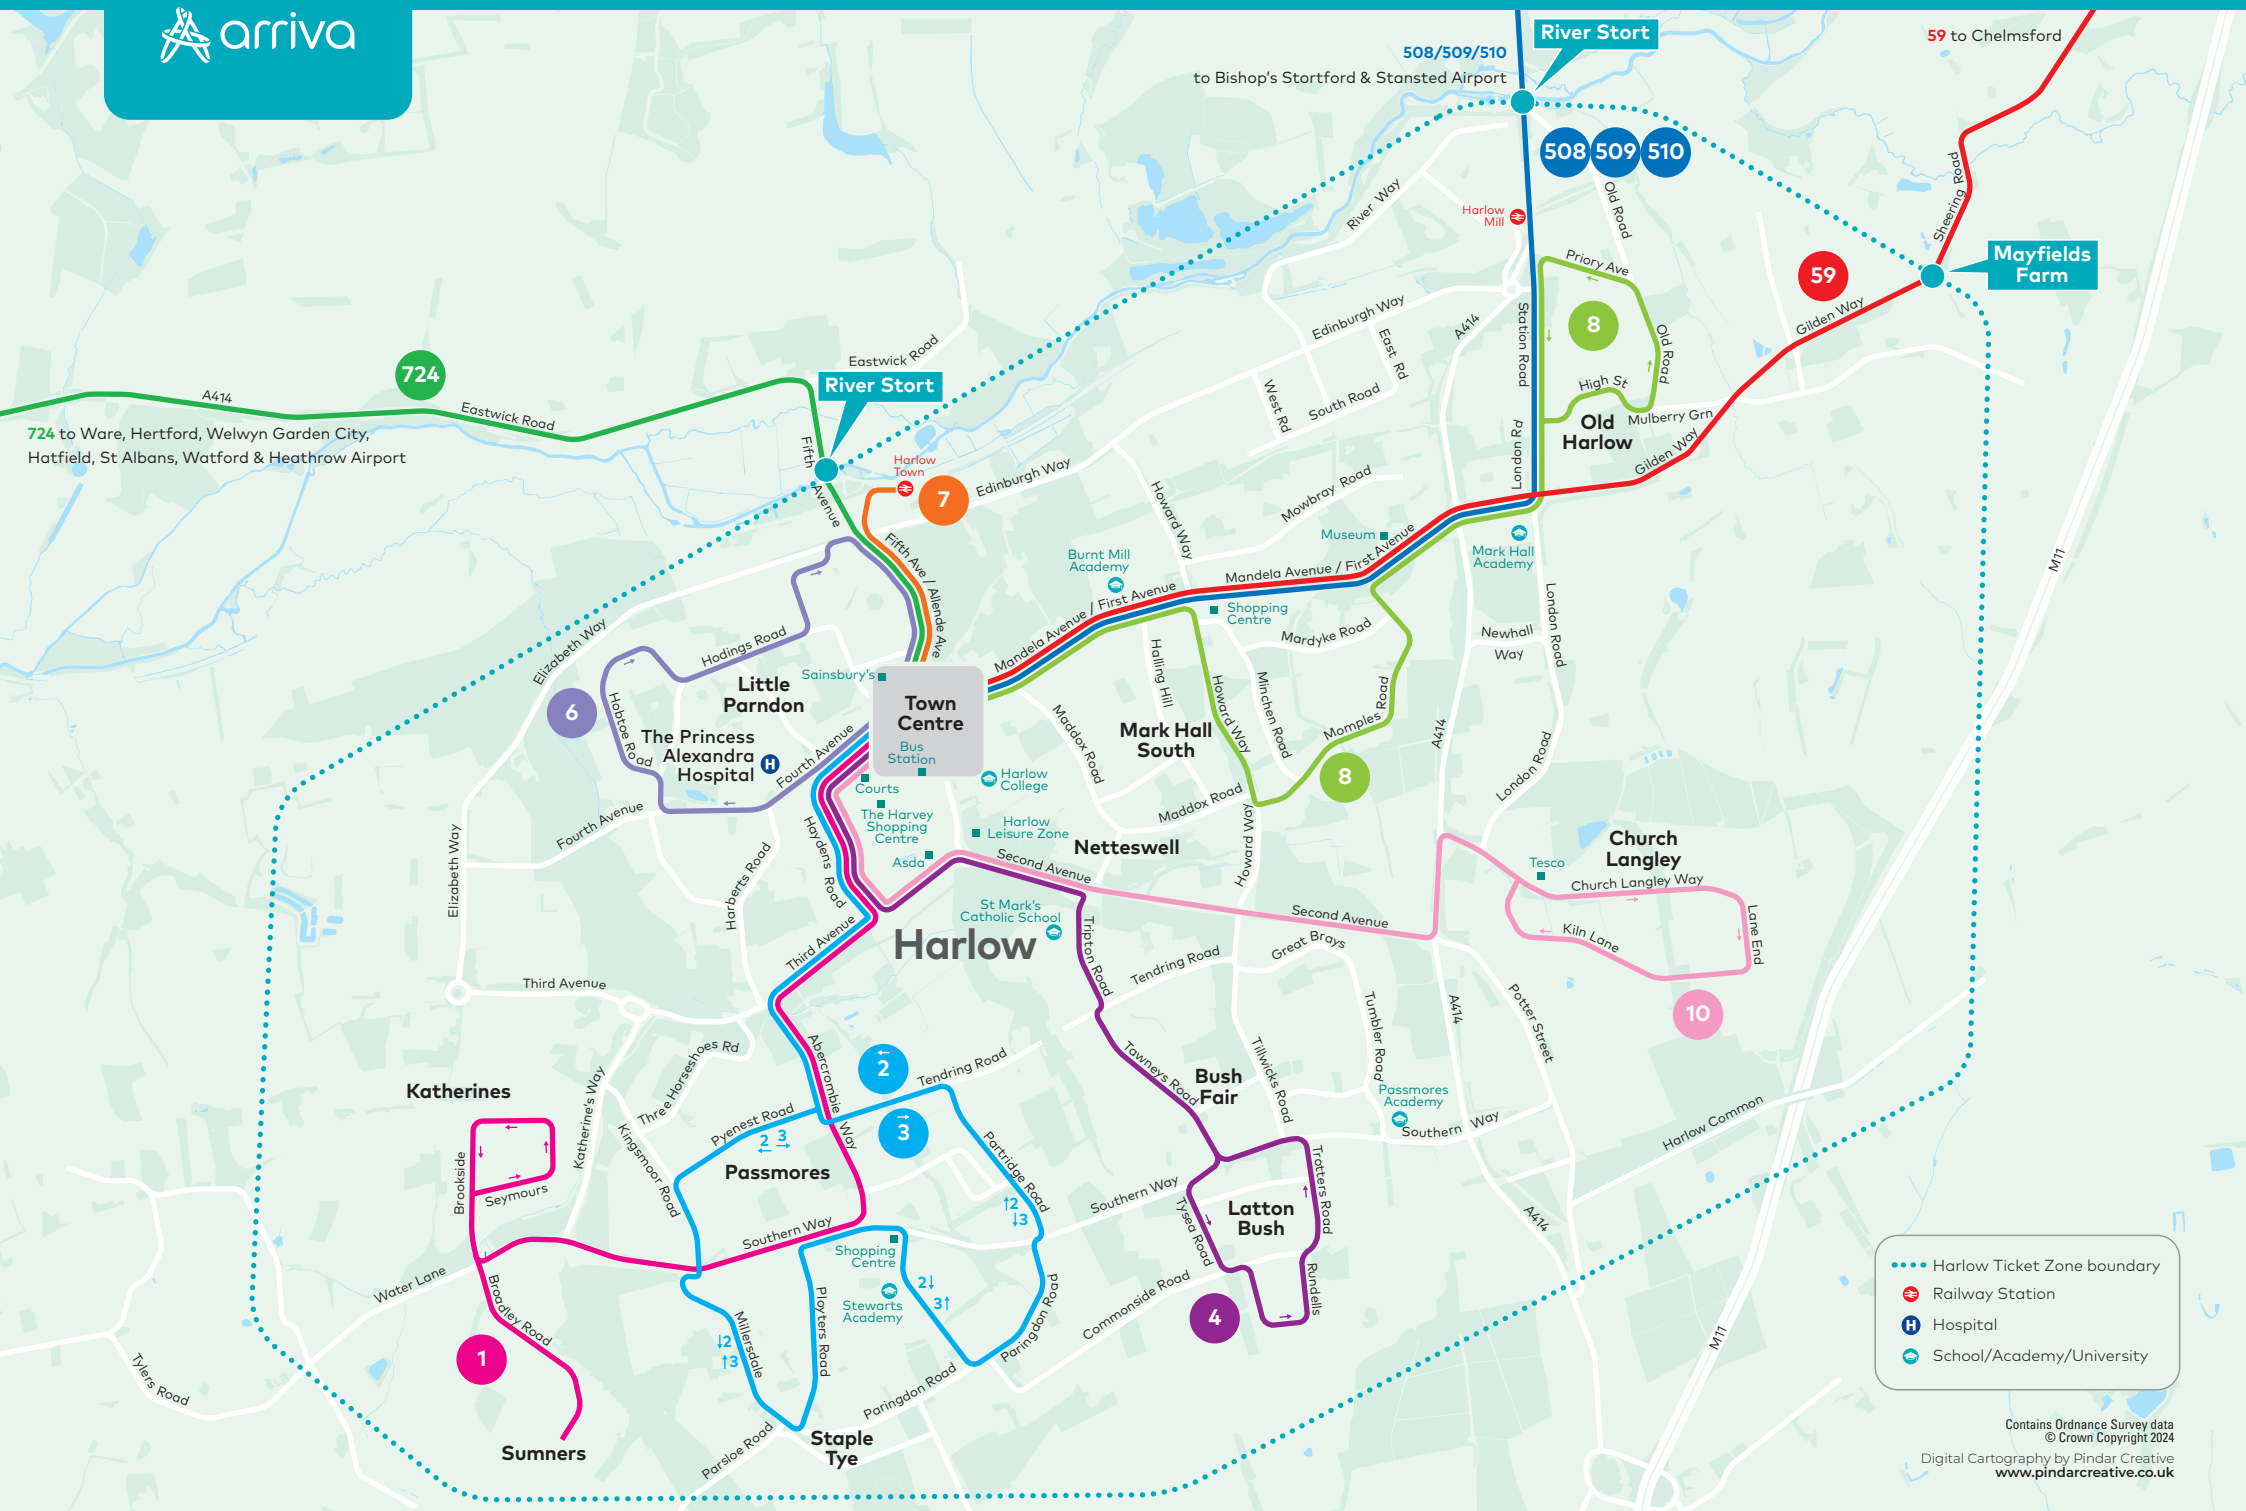 arriva
508/509/510
to Bishop's Stortford & Stansted Airport
River Stort
59 to Chelmsford
508
509
510
Old Road
Sheering Road
River Way
Harlow
Mill
Priory Ave
Mayfields
Farm
59
Gilden Way
8
Edinburgh Way
A414
Station Road
East Rd
Old Road
Eastwick Road
724
River Stort
A414
Eastwick Road
724 to Ware, Hertford, Welwyn Garden City,
Hatfield, St Albans, Watford & Heathrow Airport
West Rd
South Road
High St
Mulberry Grn
Old
Harlow
Gilden Way
London Rd
Fifth
Avenue
Harlow
Town
7
Edinburgh Way
Howard Way
Mowbray Road
Museum
Mark Hall
Academy
Fifth Ave / Allende Ave
Burnt Mill
Academy
Mandela Avenue / First Avenue
Mandela Avenue / First Avenue
Shopping
Centre
Mardyke Road
London Road
Newhall
Way
M11
Elizabeth Way
Hodings Road
Sainsbury's
Little
Parndon
6
Hobtoe Road
The Princess
Alexandra
Hospital
H
Fourth Avenue
Town
Centre
Bus
Station
Courts
Harlow
College
The Harvey
Shopping
Centre
Harlow
Leisure Zone
Asda
Maddox Road
Halling Hill
Mark Hall
South
Howard Way
Minchen Road
Momples
Road
8
Maddox Road
Howard Way
Netteswell
A414
London Road
Church
Langley
Tesco
Church Langley Way
Lane End
Kiln Lane
10
Fourth Avenue
Elizabeth Way
Harberts Road
Haydens Road
Second Avenue
Second Avenue
St Mark's
Catholic School
Harlow
Third Avenue
Third Avenue
Tripton Road
Tendring Road
Great Brays
Tumbler Road
A414
Potter Street
Abercrombie
Way
2
3
Tendring Road
Three Horseshoes Rd
Katherines
Katherine's Way
Kingsmoor Road
Pyenest Road
2 3
Passmores
Tawneys Road
Bush
Fair
Tillwicks Road
Passmores
Academy
Southern Way
Harlow Common
Brookside
Seymours
Partridge Road
2
3
Southern Way
Southern Way
Tysea Road
Latton
Bush
Trotters Road
A414
Water Lane
Broadley Road
1
Shopping
Centre
Stewarts
Academy
2
3
Ployters Road
Millersdale
2
3
Paringdon Road
Paringdon Road
Commonside Road
4
Rundells
M11
Tylers Road
Sumners
Parsloe Road
Staple
Tye
Harlow Ticket Zone boundary
Railway Station
H Hospital
School/Academy/University
Contains Ordnance Survey data
© Crown Copyright 2024
Digital Cartography by Pindar Creative
www.pindarcreative.co.uk